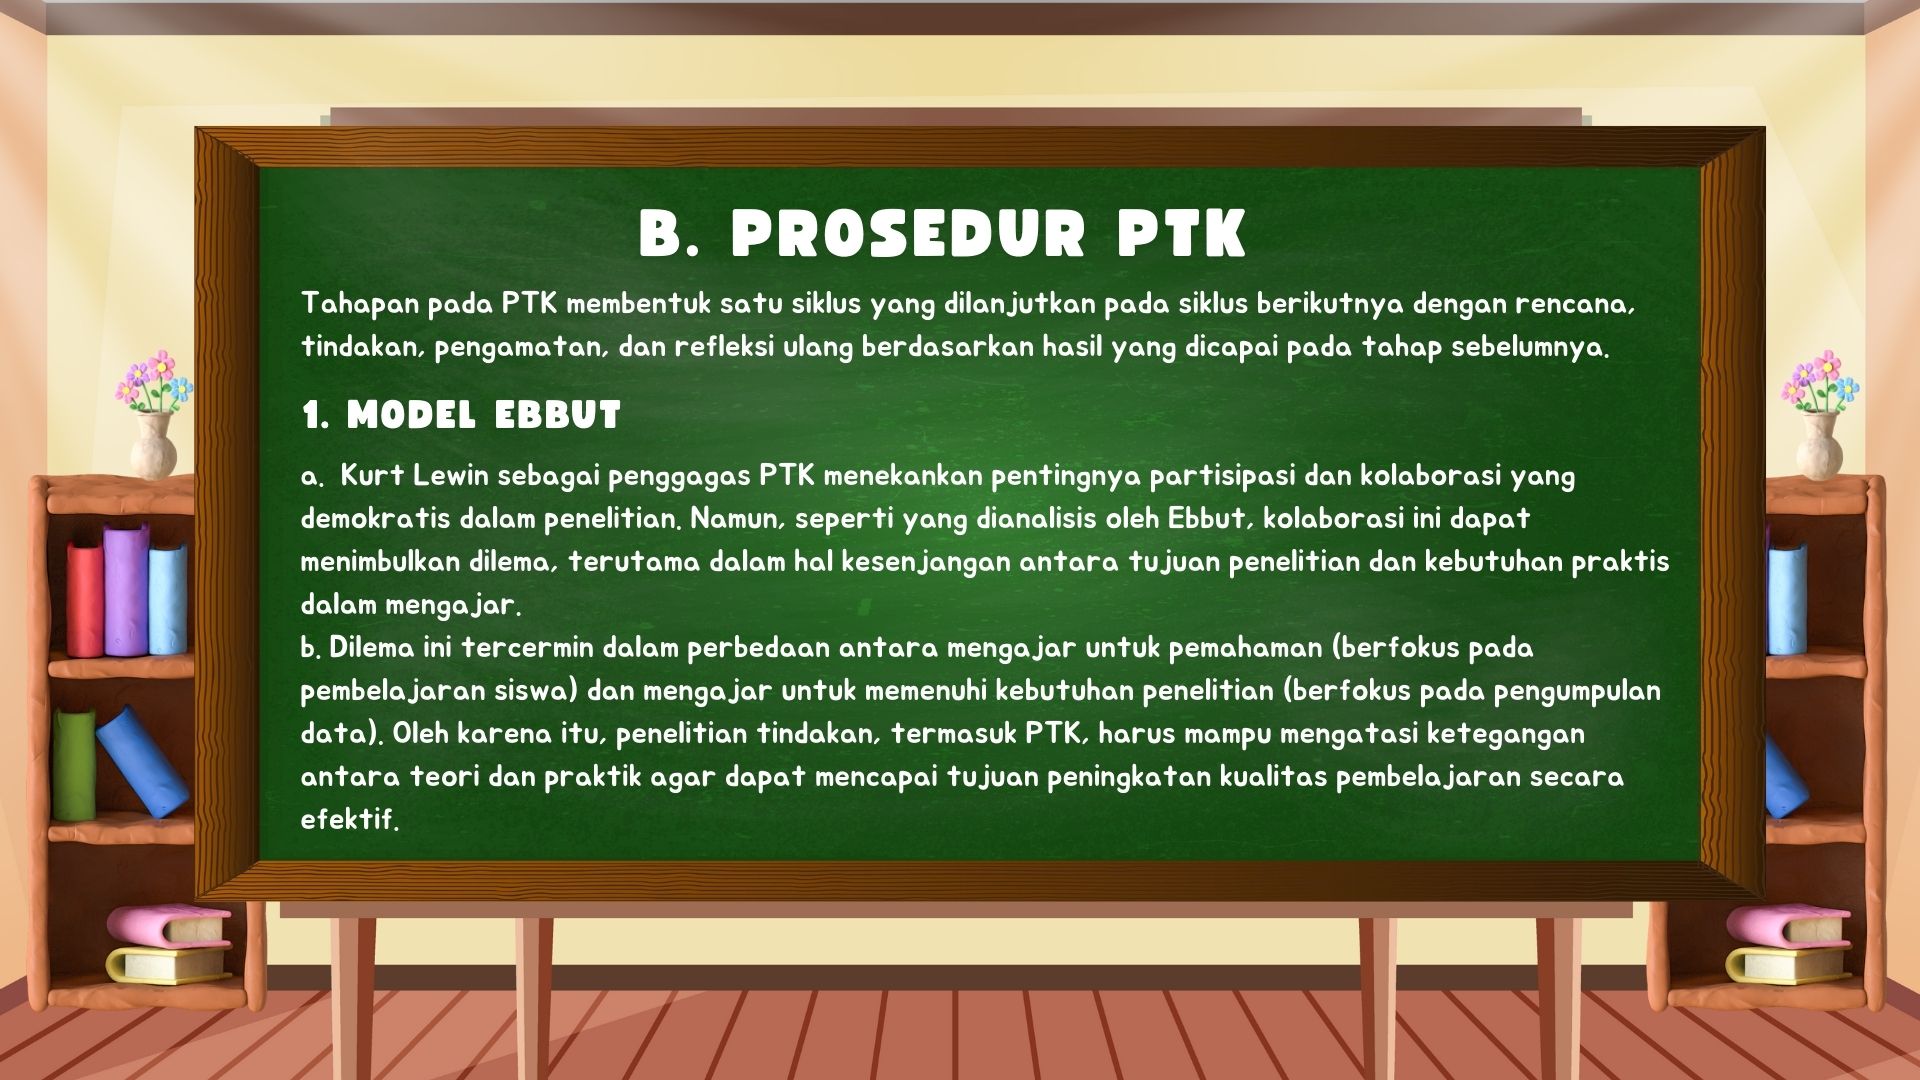 B. PROSEDUR PTK
Tahapan pada PTK membentuk satu siklus yang dilanjutkan pada siklus berikutnya dengan rencana,
tindakan, pengamatan, dan refleksi ulang berdasarkan hasil yang dicapai pada tahap sebelumnya.
1. MODEL EBBUT
a. Kurt Lewin sebagai penggagas PTK menekankan pentingnya partisipasi dan kolaborasi yang
demokratis dalam penelitian. Namun, seperti yang dianalisis oleh Ebbut, kolaborasi ini dapat
menimbulkan dilema, terutama dalam hal kesenjangan antara tujuan penelitian dan kebutuhan praktis
dalam mengajar.
b. Dilema ini tercermin dalam perbedaan antara mengajar untuk pemahaman (berfokus pada
pembelajaran siswa) dan mengajar untuk memenuhi kebutuhan penelitian (berfokus pada pengumpulan
data). Oleh karena itu, penelitian tindakan, termasuk PTK, harus mampu mengatasi ketegangan
antara teori dan praktik agar dapat mencapai tujuan peningkatan kualitas pembelajaran secara
efektif.